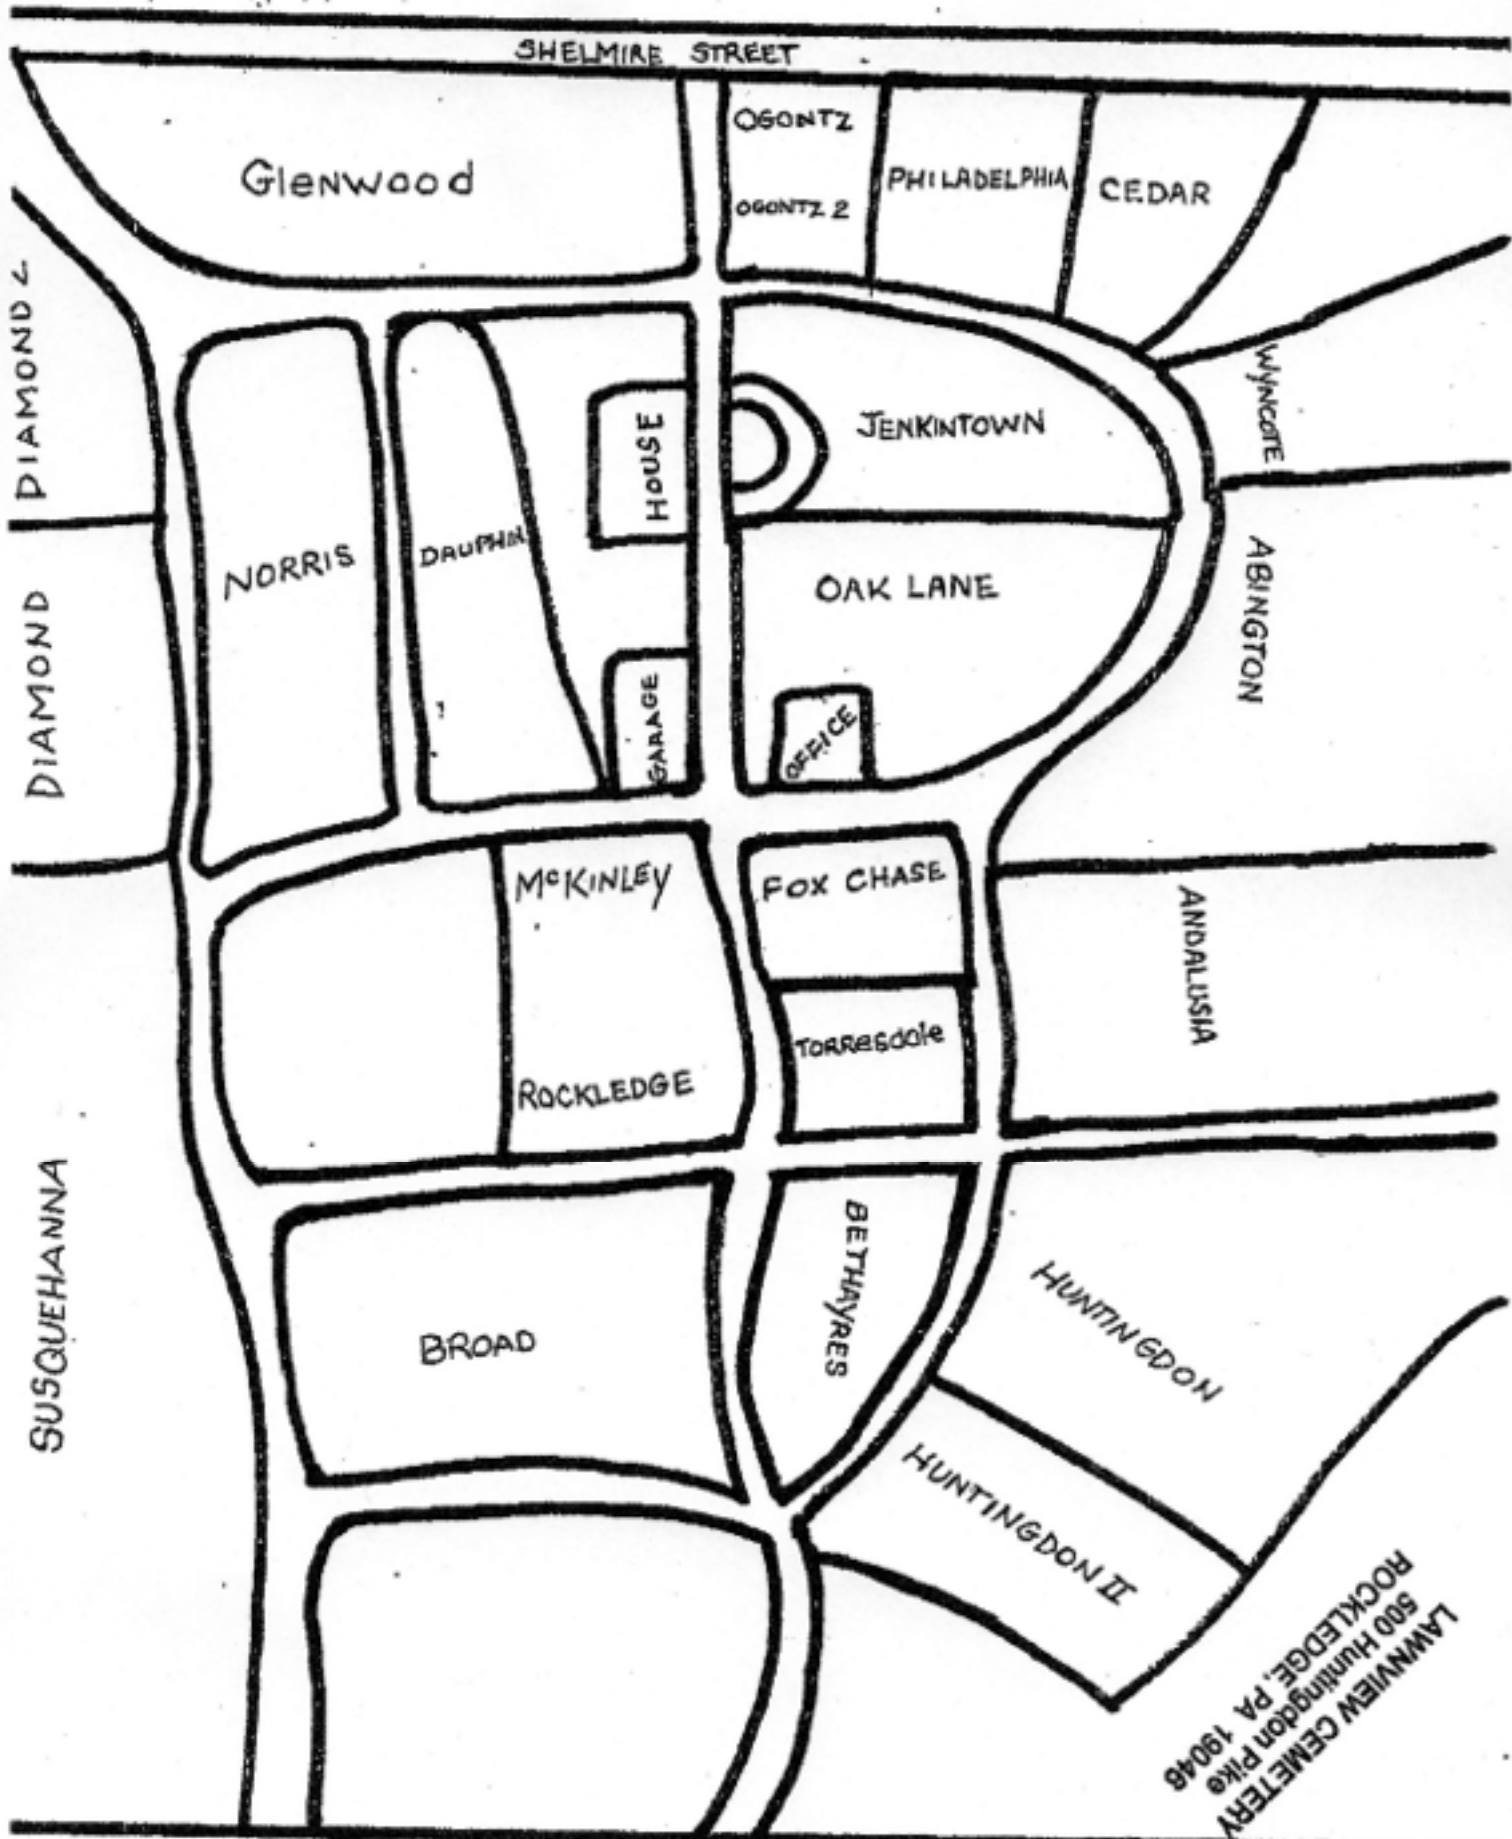 SHELMIRE STREET
OGONTZ
GlENWOOd
PHILADELPHIA
CEDAR
OGONTZ 2
DIAMOND 2
WYNCOTE
HOUSE
JENKINTOWN
NORRIS
DAUPHIN
OAK LANE
ABINGTON
DIAMOND
GARAGE
OFFICE
McKINLEY
FOX CHASE
ANDALUSIA
TORRESdAle
ROCKLEDGE
SUSQUEHANNA
BETHAYRES
BROAD
HUNTINGDON
HUNTINGDON II
LAWNVIEW CEMETERY
500 Huntingdon Pike
ROCKLEDGE, PA 19046